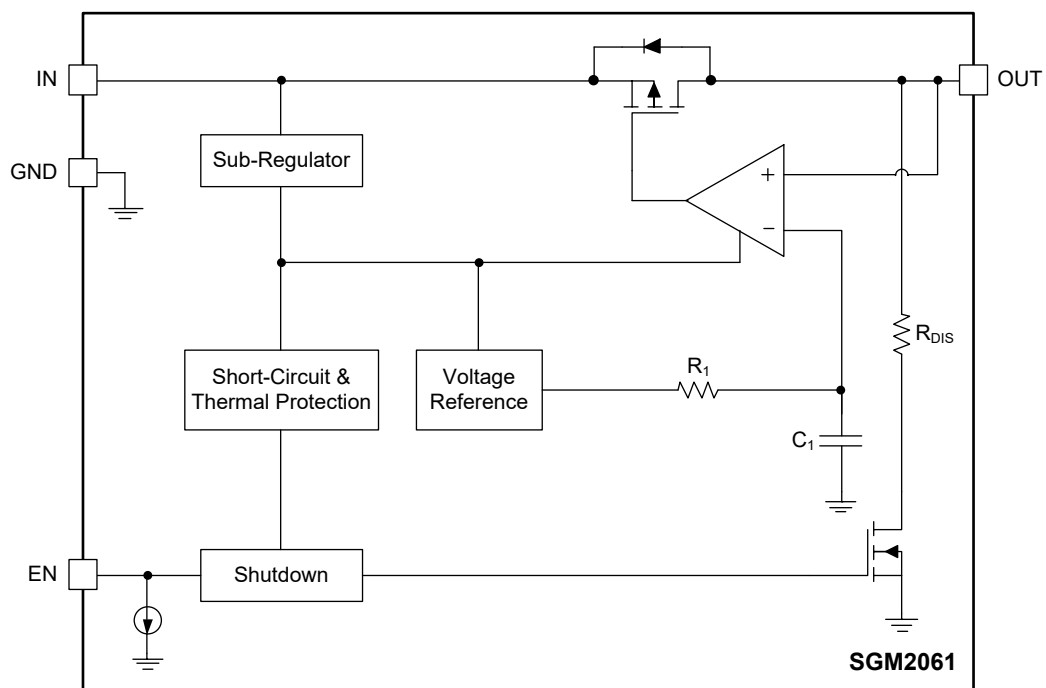 IN
OUT
GND
Sub-Regulator
+
−
R_DIS
Short-Circuit &
Thermal Protection
Voltage
Reference
R₁
C₁
EN
Shutdown
SGM2061